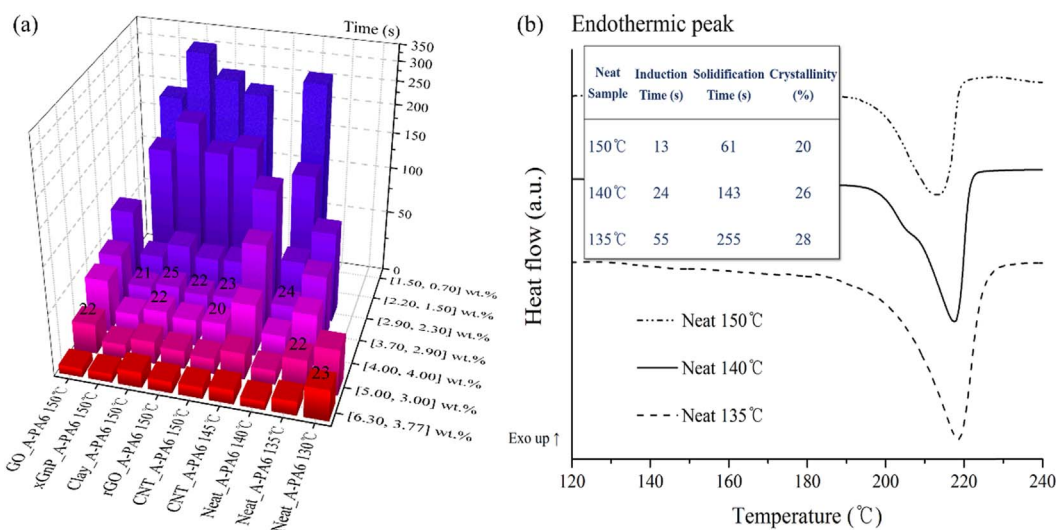 (a)
Time (s)
350
300
250
200
150
100
50
0
21
25
22
23
24
22
22
20
22
23
[1.50, 0.70] wt.%
[2.20, 1.50] wt.%
[2.90, 2.30] wt.%
[3.70, 2.90] wt.%
[4.00, 4.00] wt.%
[5.00, 3.00] wt.%
[6.30, 3.77] wt.%
GO_A-PA6 150℃
xGnP_A-PA6 150℃
Clay_A-PA6 150℃
rGO_A-PA6 150℃
CNT_A-PA6 150℃
CNT_A-PA6 145℃
Neat_A-PA6 140℃
Neat_A-PA6 135℃
Neat_A-PA6 130℃
(b) Endothermic peak
Neat Induction Solidification Crystallinity
Sample Time (s) Time (s) (%)
150℃ 13 61 20
140℃ 24 143 26
135℃ 55 255 28
Heat flow (a.u.)
Neat 150℃
Neat 140℃
Neat 135℃
Exo up ↑
120 140 160 180 200 220 240
Temperature (℃)